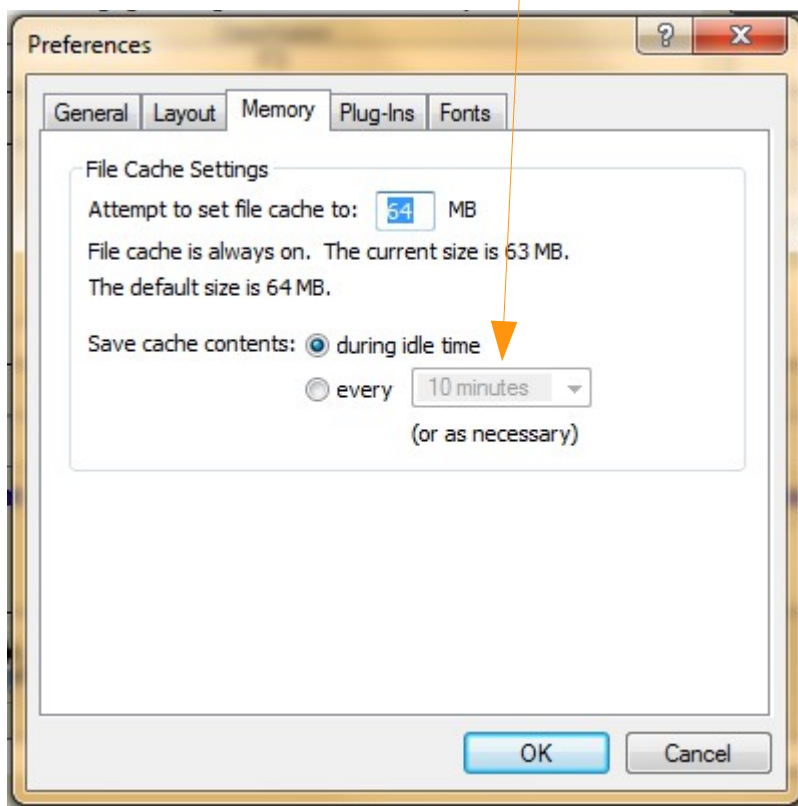 Preferences
General Layout Memory Plug-Ins Fonts
File Cache Settings
Attempt to set file cache to: 64 MB
File cache is always on. The current size is 63 MB.
The default size is 64 MB.
Save cache contents: during idle time
every 10 minutes
(or as necessary)
OK Cancel